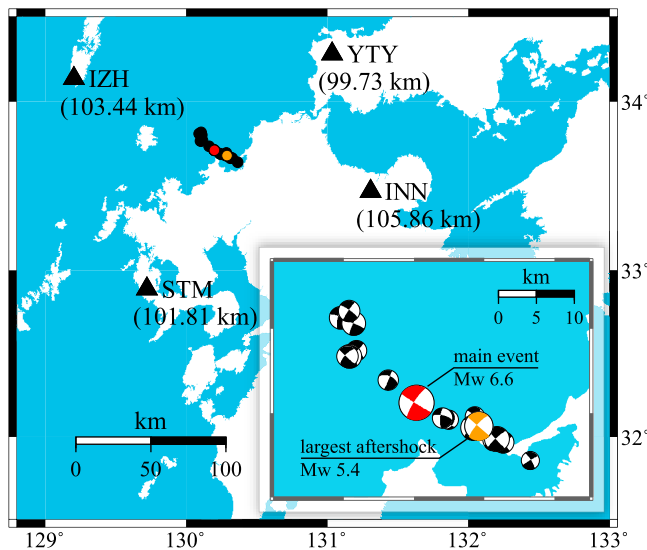 YTY
(99.73 km)
IZH
(103.44 km)
34°
INN
(105.86 km)
33°
STM
(101.81 km)
km
0 5 10
main event
Mw 6.6
largest aftershock
Mw 5.4
km
0 50 100
32°
129° 130° 131° 132° 133°